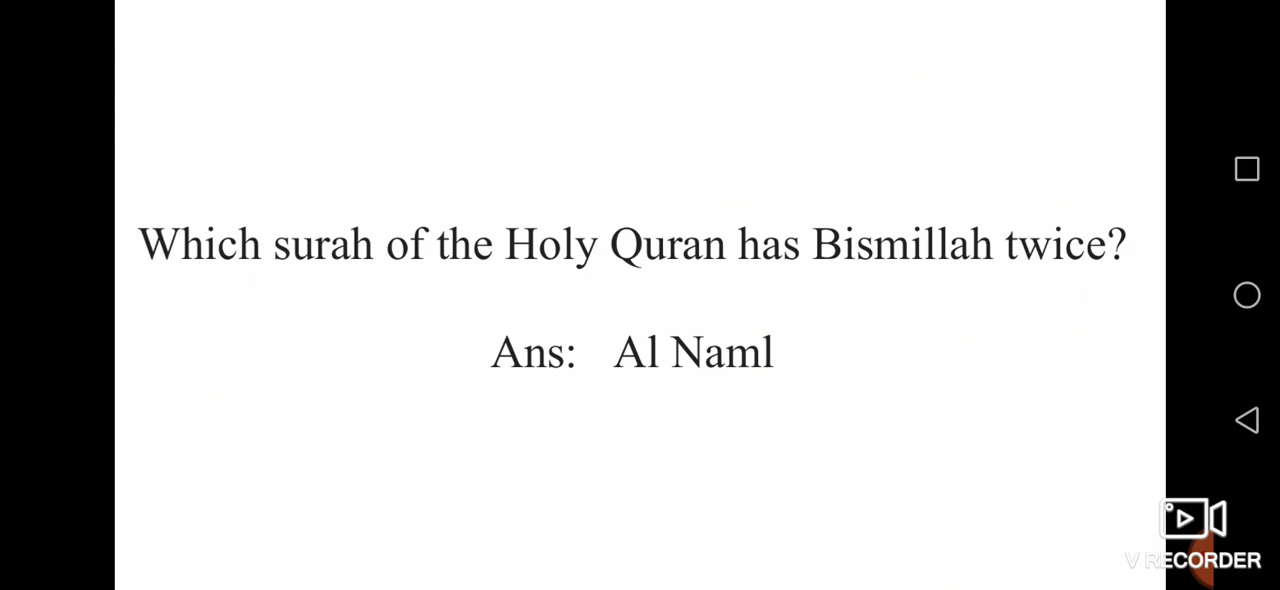 Which surah of the Holy Quran has Bismillah twice?
Ans: Al Naml
V RECORDER